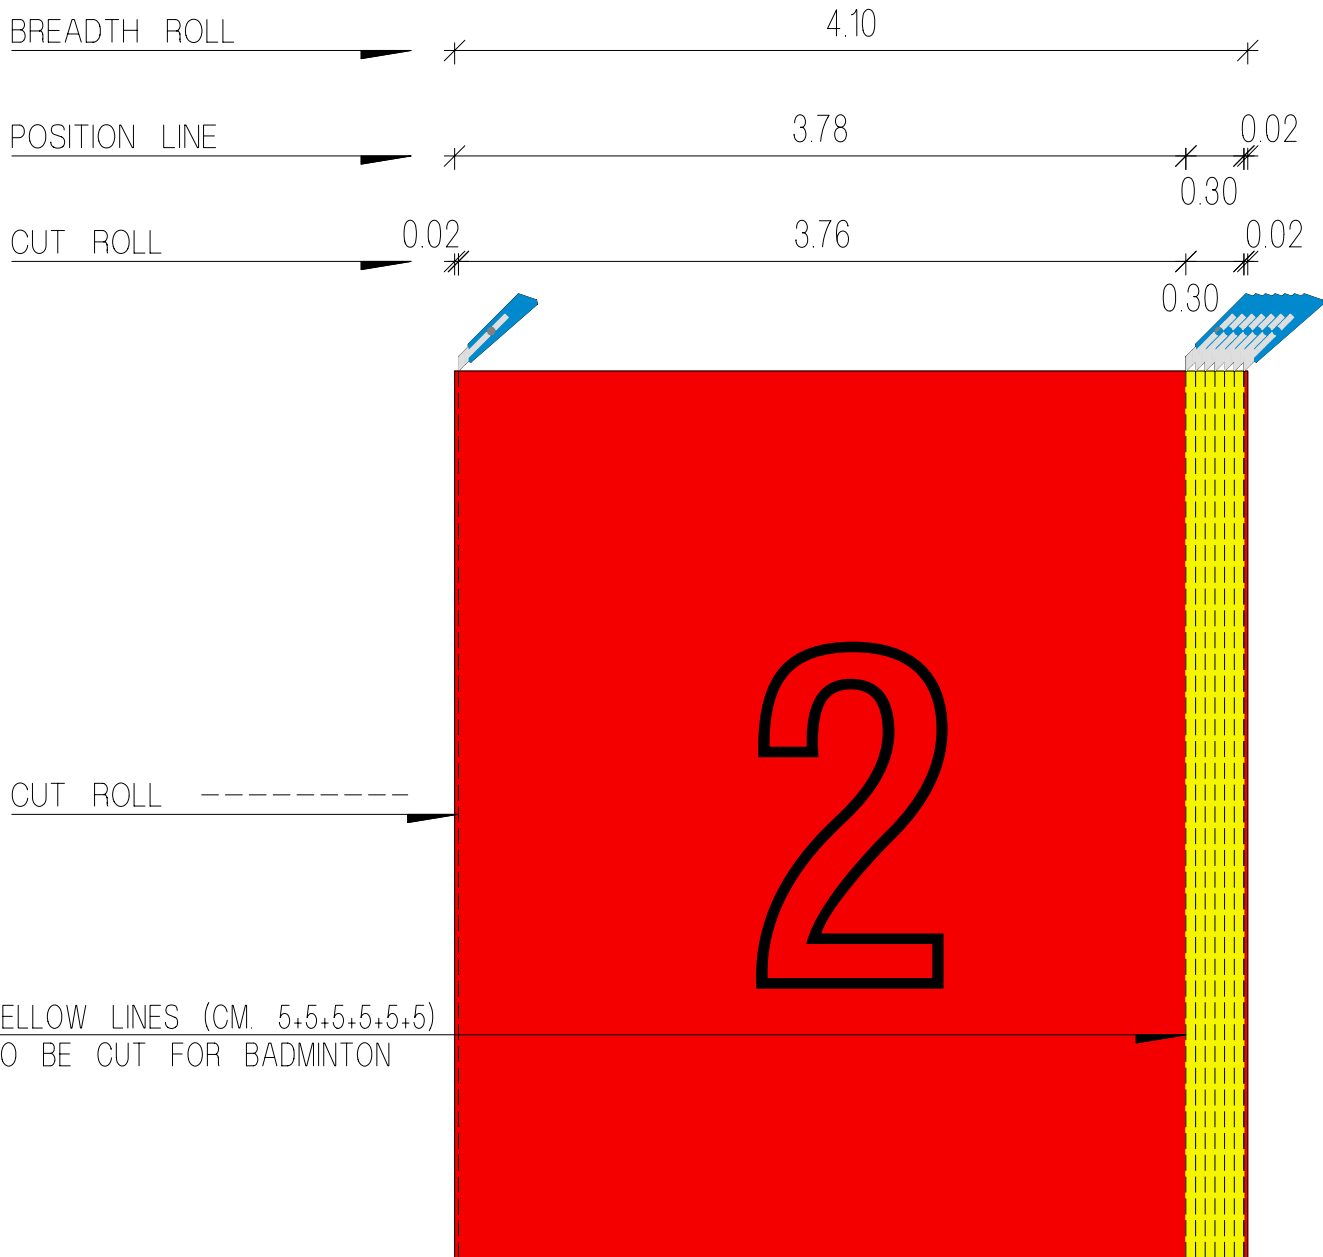 BREADTH ROLL
4.10
POSITION LINE
3.78
0.02
0.30
CUT ROLL
0.02
3.76
0.02
0.30
2
CUT ROLL ---------
ELLOW LINES (CM. 5+5+5+5+5+5)
O BE CUT FOR BADMINTON